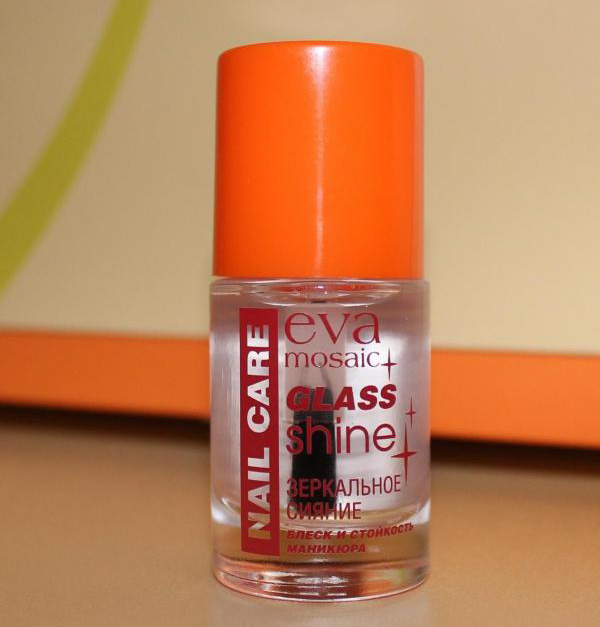 NAIL CARE
eva
mosaic
GLASS
shine
ЗЕРКАЛЬНОЕ
СИЯНИЕ
БЛЕСК И СТОЙКОСТЬ
МАНИКЮРА